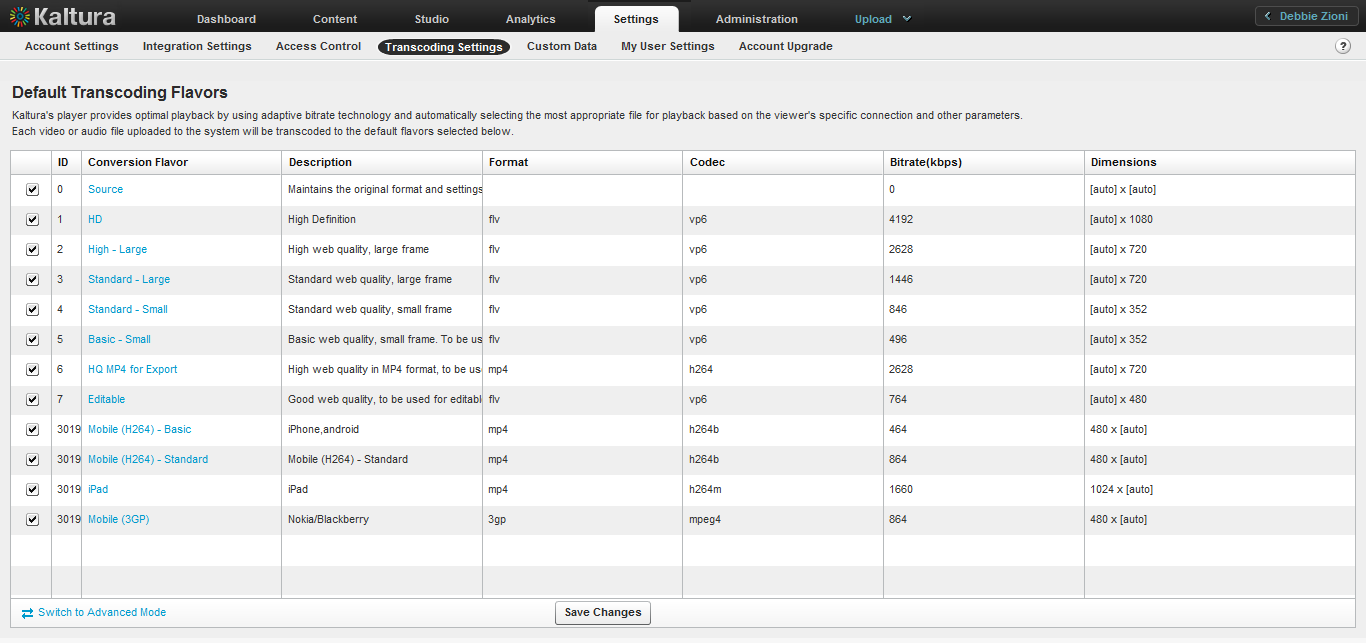 Kaltura Dashboard Content Studio Analytics Settings Administration Upload Debbie Zioni
Account Settings Integration Settings Access Control Transcoding Settings Custom Data My User Settings Account Upgrade ?
Default Transcoding Flavors
Kaltura's player provides optimal playback by using adaptive bitrate technology and automatically selecting the most appropriate file for playback based on the viewer's specific connection and other parameters.
Each video or audio file uploaded to the system will be transcoded to the default flavors selected below.
ID Conversion Flavor Description Format Codec Bitrate(kbps) Dimensions
0 Source Maintains the original format and settings 0 [auto] x [auto]
1 HD High Definition flv vp6 4192 [auto] x 1080
2 High - Large High web quality, large frame flv vp6 2628 [auto] x 720
3 Standard - Large Standard web quality, large frame flv vp6 1446 [auto] x 720
4 Standard - Small Standard web quality, small frame flv vp6 846 [auto] x 352
5 Basic - Small Basic web quality, small frame. To be us flv vp6 496 [auto] x 352
6 HQ MP4 for Export High web quality in MP4 format, to be us mp4 h264 2628 [auto] x 720
7 Editable Good web quality, to be used for editabl flv vp6 764 [auto] x 480
3019 Mobile (H264) - Basic iPhone,android mp4 h264b 464 480 x [auto]
3019 Mobile (H264) - Standard Mobile (H264) - Standard mp4 h264b 864 480 x [auto]
3019 iPad iPad mp4 h264m 1660 1024 x [auto]
3019 Mobile (3GP) Nokia/Blackberry 3gp mpeg4 864 480 x [auto]
Switch to Advanced Mode Save Changes